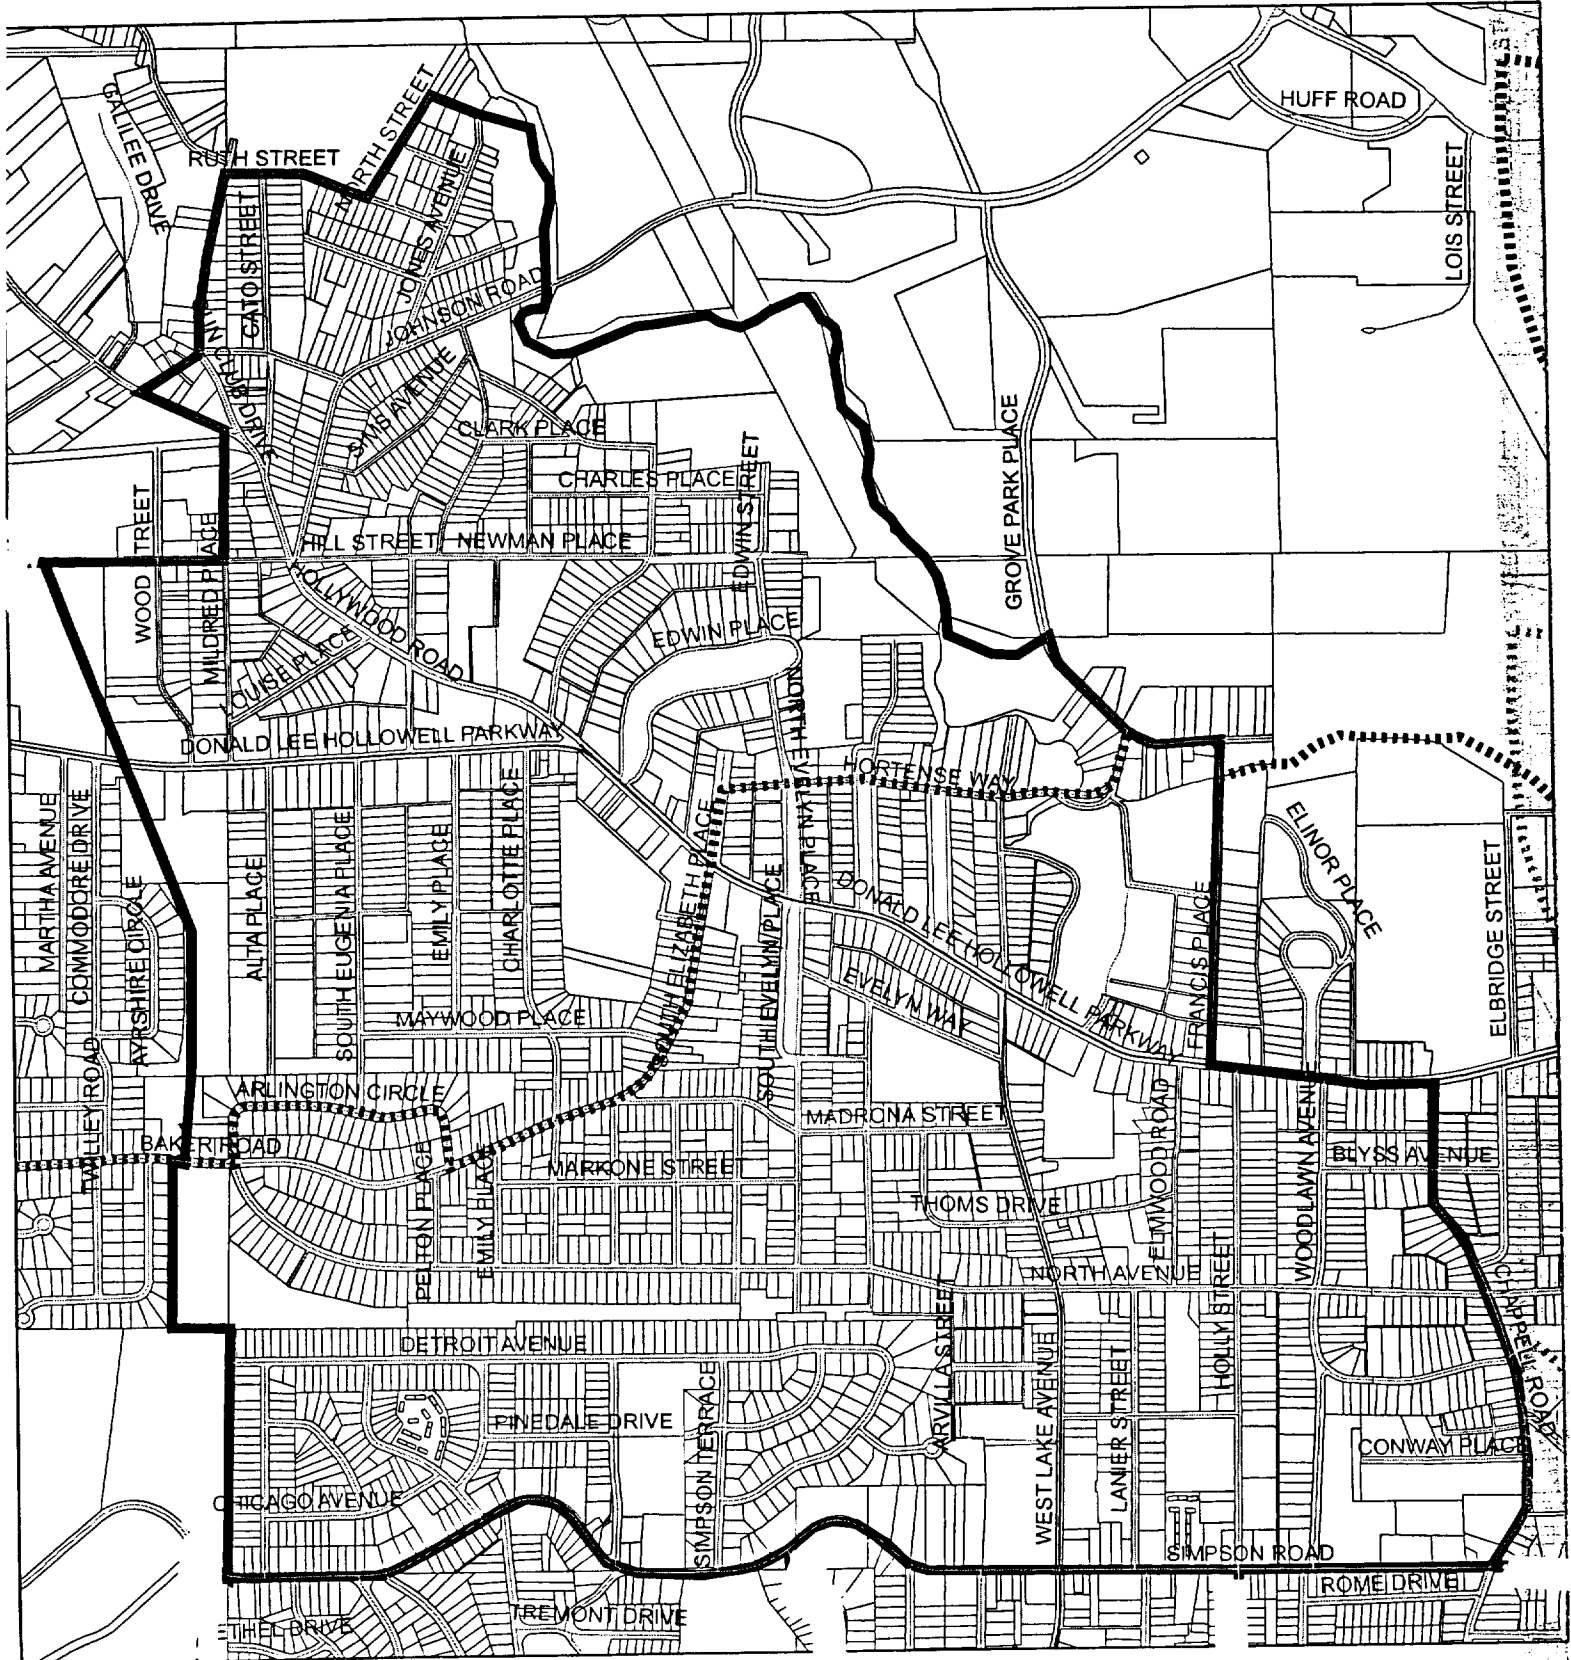 HUFF ROAD
GALILEE DRIVE
NORTH STREET
RUTH STREET
LOIS STREET
CATO STREET
JONES AVENUE
JOHNSON ROAD
SIMS AVENUE
CLARK PLACE
GROVE PARK PLACE
CHARLES PLACE
EDWIN STREET
WOOD STREET
MILDRED PLACE
HILL STREET
NEWMAN PLACE
HOLLYWOOD ROAD
EDWIN PLACE
LOUISE PLACE
NORTH EVELYN PLACE
DONALD LEE HOLLOWELL PARKWAY
HORTENSE WAY
MARTHA AVENUE
COMMODORE DRIVE
AYRSHIRE CIRCLE
ALTA PLACE
SOUTH EUGENIA PLACE
EMILY PLACE
CHARLOTTE PLACE
SOUTH ELIZABETH PLACE
SOUTH EVELYN PLACE
DONALD LEE HOLLOWELL PARKWAY
EVELYN WAY
FRANCIS PLACE
ELINOR PLACE
ELBRIDGE STREET
MAYWOOD PLACE
TWILLEY ROAD
ARLINGTON CIRCLE
BAKER ROAD
MADRONA STREET
ELMWOOD ROAD
WOODLAWN AVENUE
BLYSS AVENUE
PELTON PLACE
EMILY PLACE
MARKONE STREET
THOMS DRIVE
HOLLY STREET
NORTH AVENUE
CHAPPELL ROAD
DETROIT AVENUE
ARVILLA STREET
WEST LAKE AVENUE
LANIER STREET
PINEDALE DRIVE
SIMPSON TERRACE
CONWAY PLACE
CHICAGO AVENUE
SIMPSON ROAD
ROME DRIVE
TREMONT DRIVE
ETHEL DRIVE